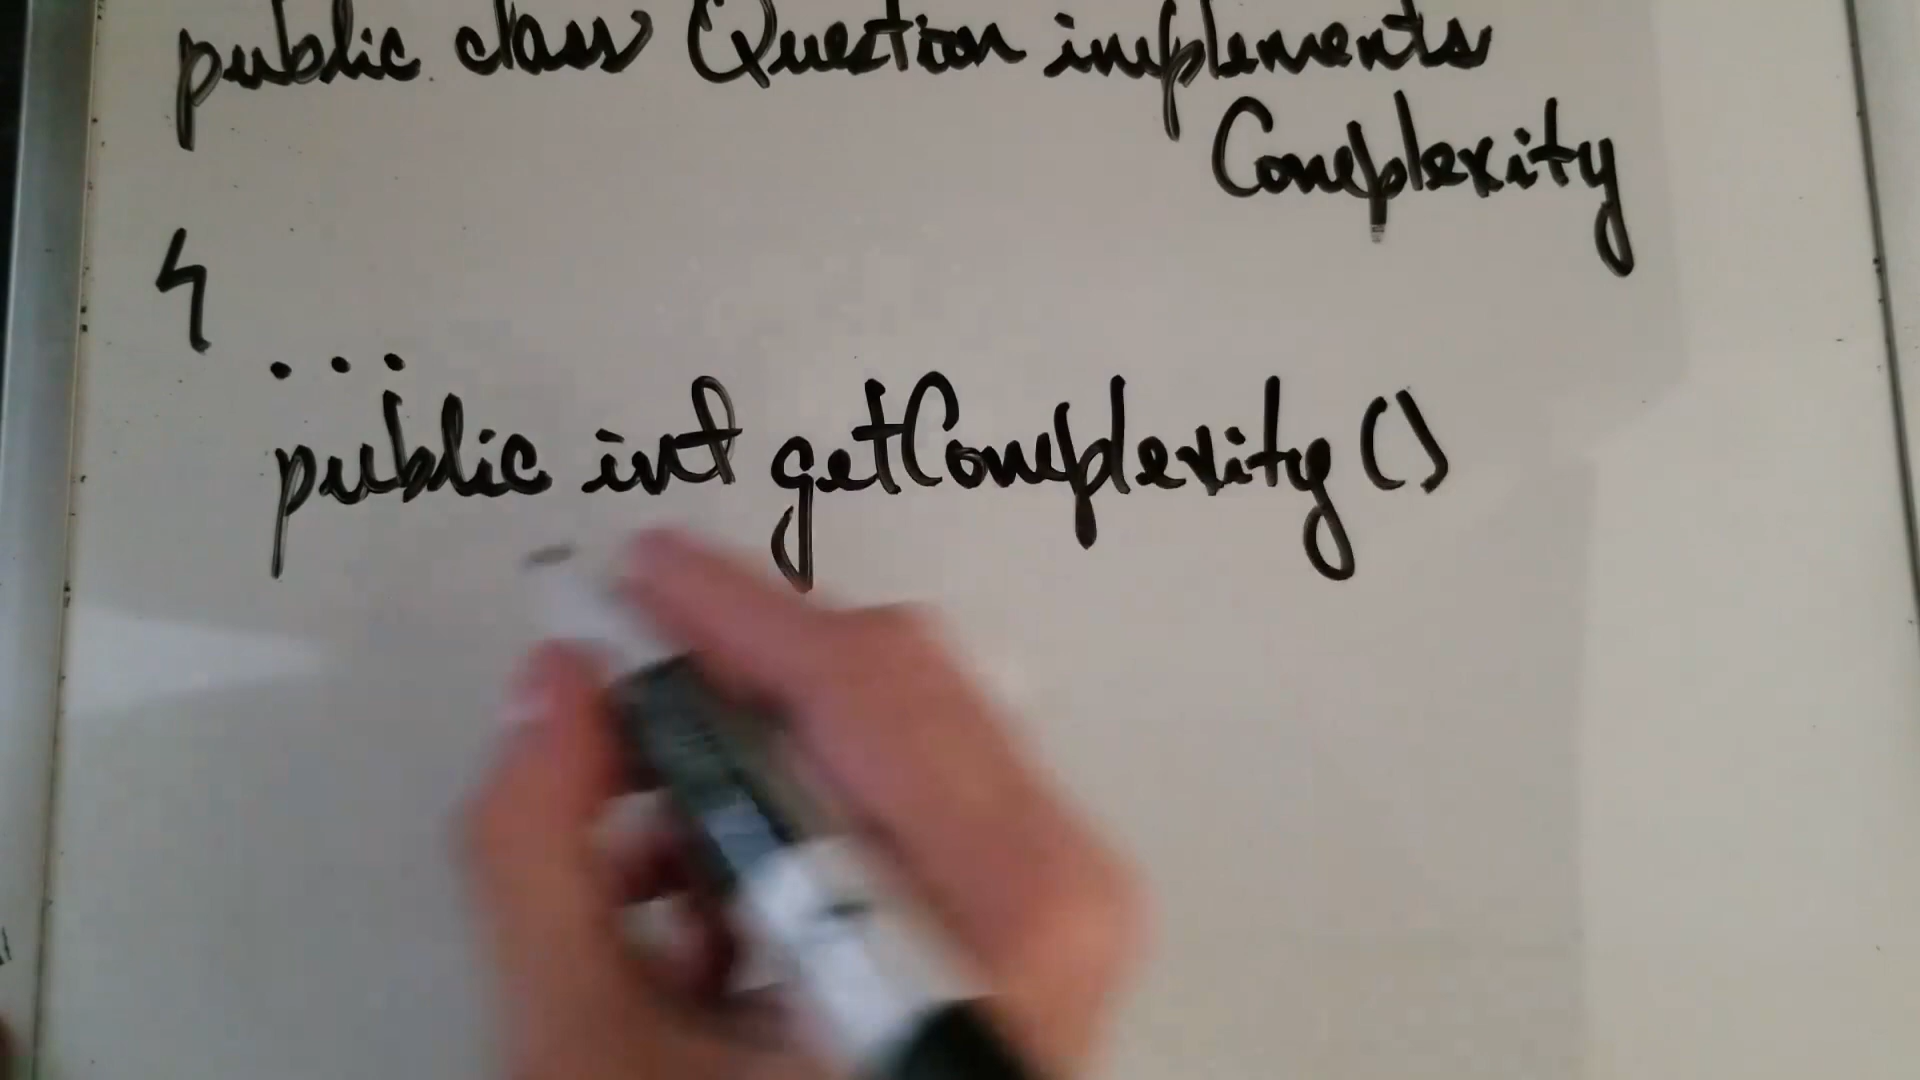 public class Question implements
Complexity
{
...
public int getComplexity()